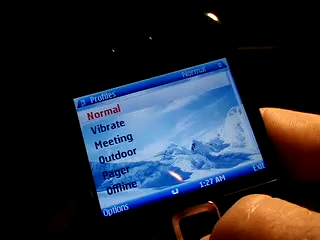 Profiles Normal
Normal
Vibrate
Meeting
Outdoor
Pager
Offline
1:27 AM
Options Exit